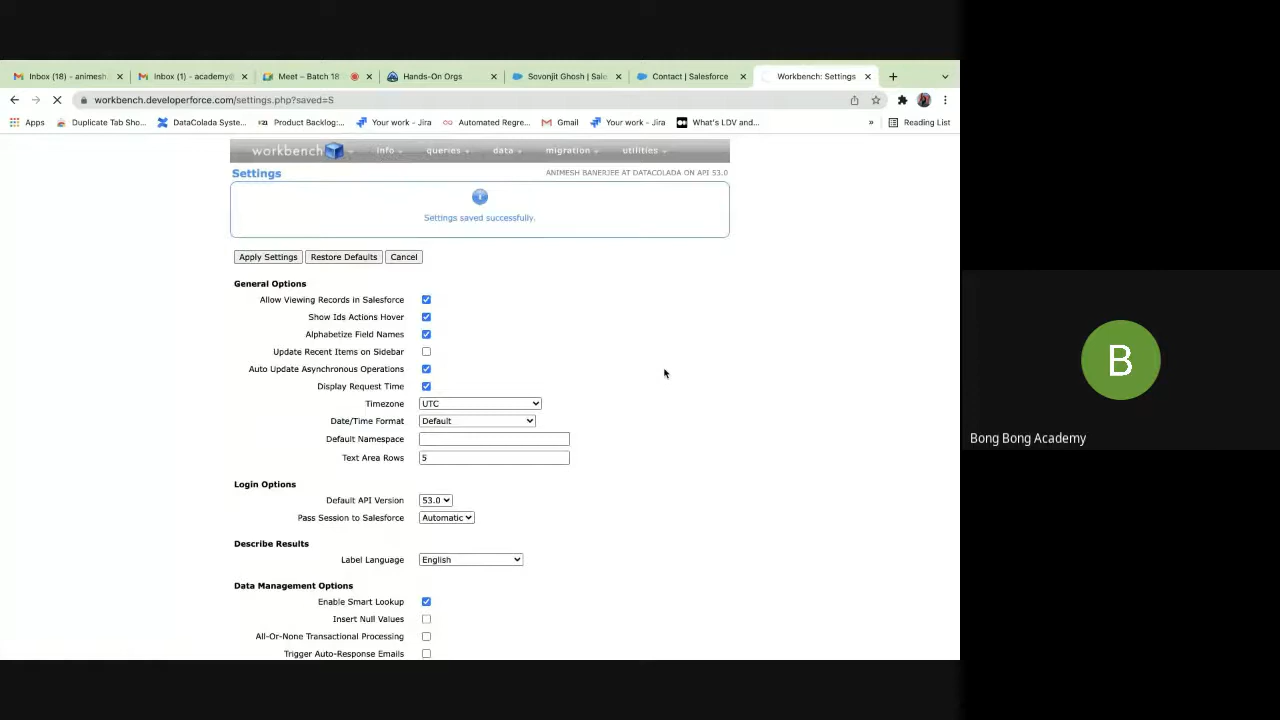 Inbox (18) - animesh.
Inbox (1) - academy@
Meet – Batch 18
Hands-On Orgs
Sovonjit Ghosh | Sale
Contact | Salesforce
Workbench: Settings
workbench.developerforce.com/settings.php?saved=S
Apps
Duplicate Tab Sho...
DataColada Syste...
Product Backlog:...
Your work - Jira
Automated Regre...
Gmail
Your work - Jira
What's LDV and...
»
Reading List
workbench
info
queries
data
migration
utilities
Settings
ANIMESH BANERJEE AT DATACOLADA ON API 53.0
Settings saved successfully.
Apply Settings
Restore Defaults
Cancel
General Options
Allow Viewing Records in Salesforce
Show Ids Actions Hover
Alphabetize Field Names
Update Recent Items on Sidebar
Auto Update Asynchronous Operations
Display Request Time
Timezone UTC
Date/Time Format Default
Default Namespace
Text Area Rows 5
Login Options
Default API Version 53.0
Pass Session to Salesforce Automatic
Describe Results
Label Language English
Data Management Options
Enable Smart Lookup
Insert Null Values
All-Or-None Transactional Processing
Trigger Auto-Response Emails
B
Bong Bong Academy